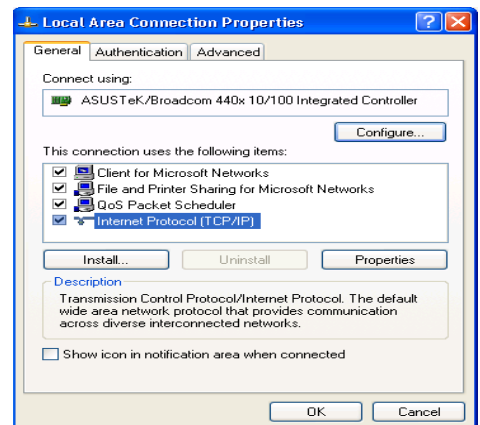 Local Area Connection Properties
General Authentication Advanced
Connect using:
ASUSTeK/Broadcom 440x 10/100 Integrated Controller
Configure...
This connection uses the following items:
Client for Microsoft Networks
File and Printer Sharing for Microsoft Networks
QoS Packet Scheduler
Internet Protocol (TCP/IP)
Install... Uninstall Properties
Description
Transmission Control Protocol/Internet Protocol. The default
wide area network protocol that provides communication
across diverse interconnected networks.
Show icon in notification area when connected
OK Cancel